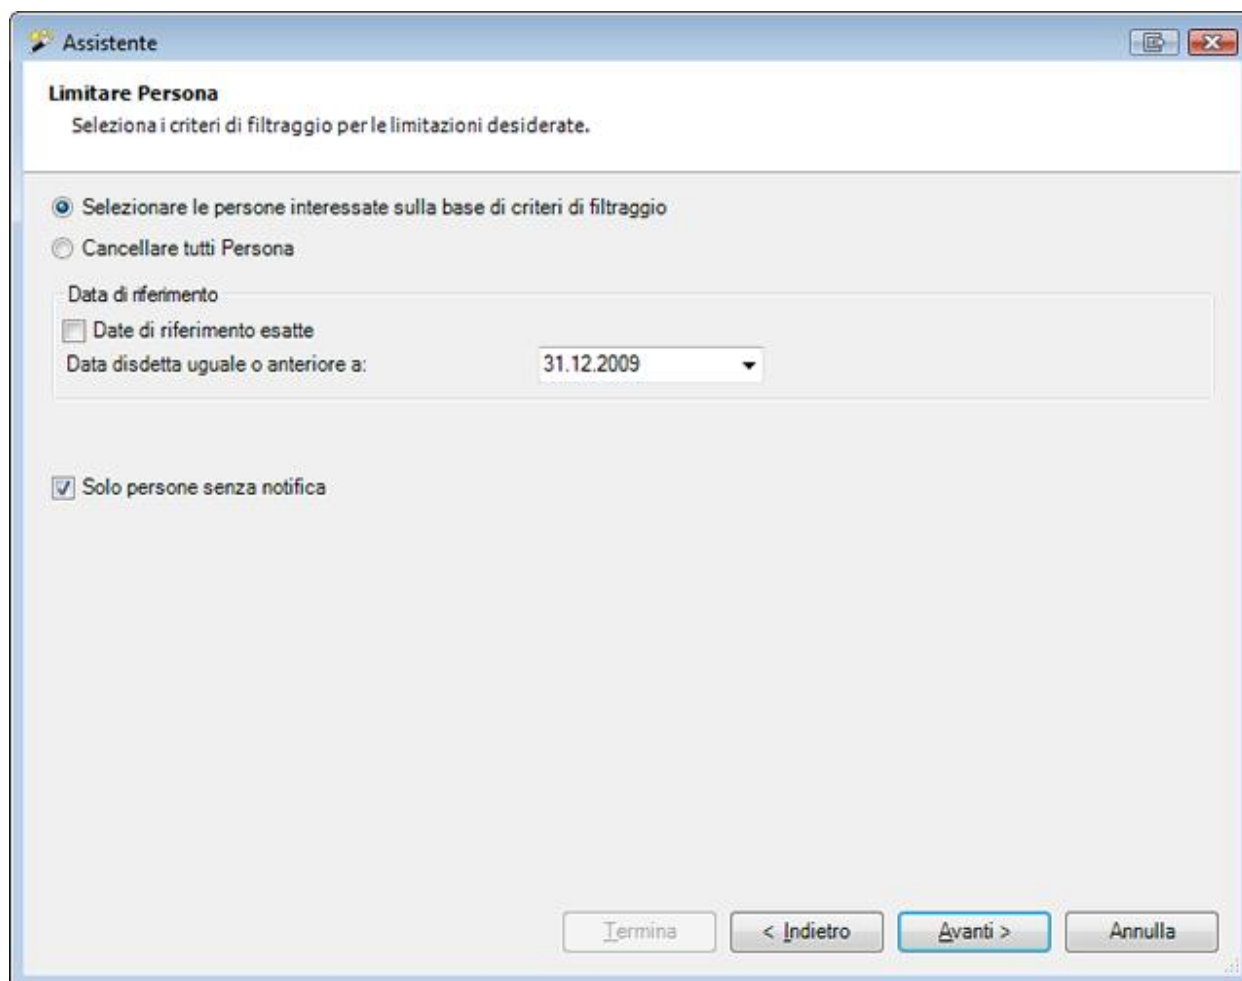 Assistente
Limitare Persona
Seleziona i criteri di filtraggio per le limitazioni desiderate.
Selezionare le persone interessate sulla base di criteri di filtraggio
Cancellare tutti Persona
Data di riferimento
Date di riferimento esatte
Data disdetta uguale o anteriore a: 31.12.2009
Solo persone senza notifica
Termina < Indietro Avanti > Annulla